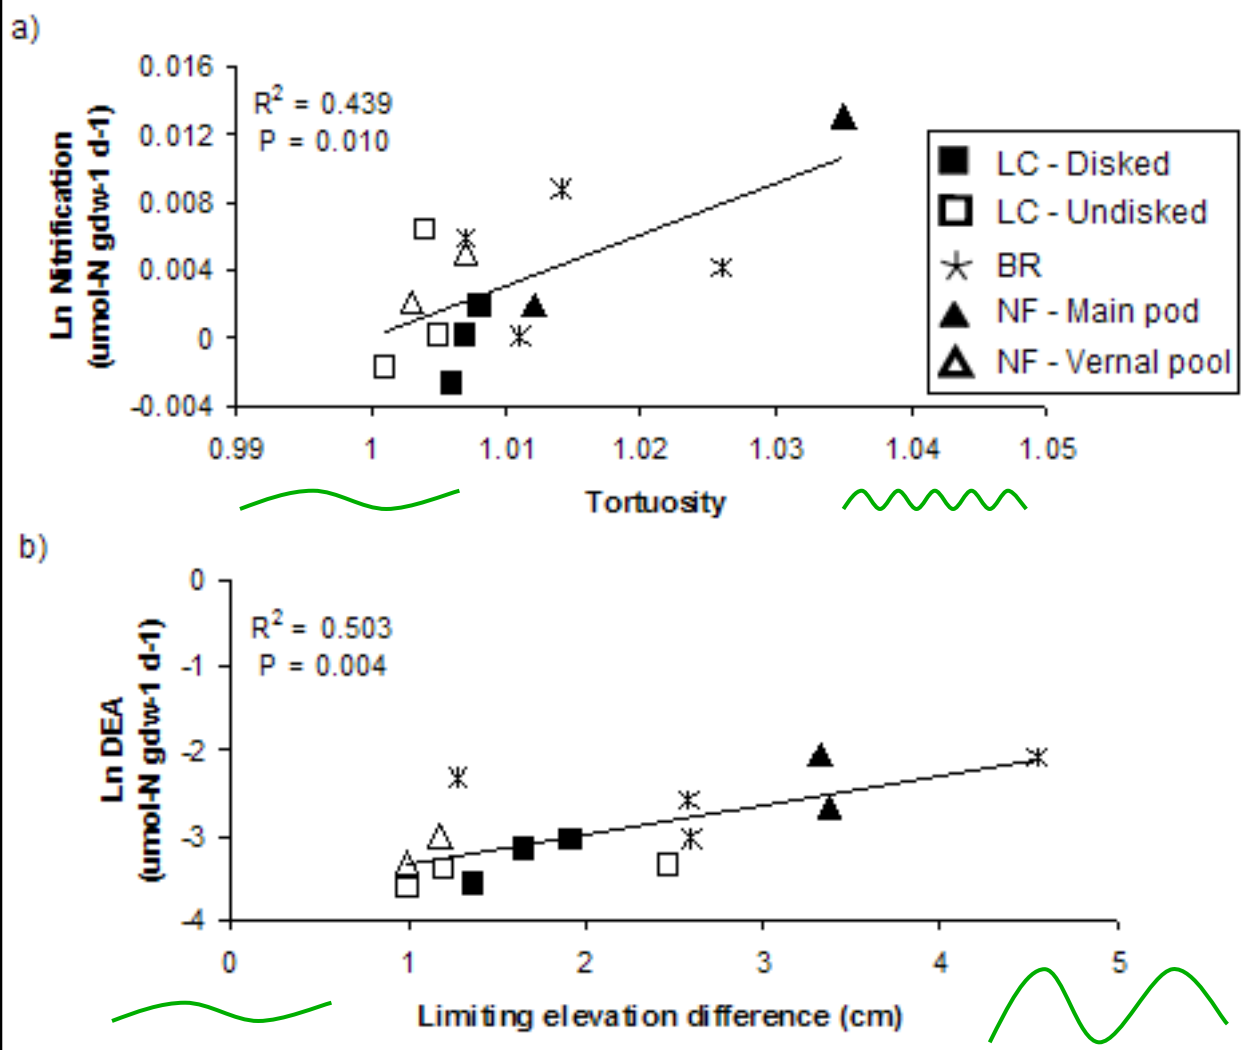 a)
0.016
0.012
0.008
0.004
0
-0.004
Ln Nitrification
(umol-N gdw-1 d-1)
R2 = 0.439
P = 0.010
LC - Disked
LC - Undisked
BR
NF - Main pod
NF - Vernal pool
0.99 1 1.01 1.02 1.03 1.04 1.05
Tortuosity
b)
0
-1
-2
-3
-4
Ln DEA
(umol-N gdw-1 d-1)
R2 = 0.503
P = 0.004
0 1 2 3 4 5
Limiting elevation difference (cm)